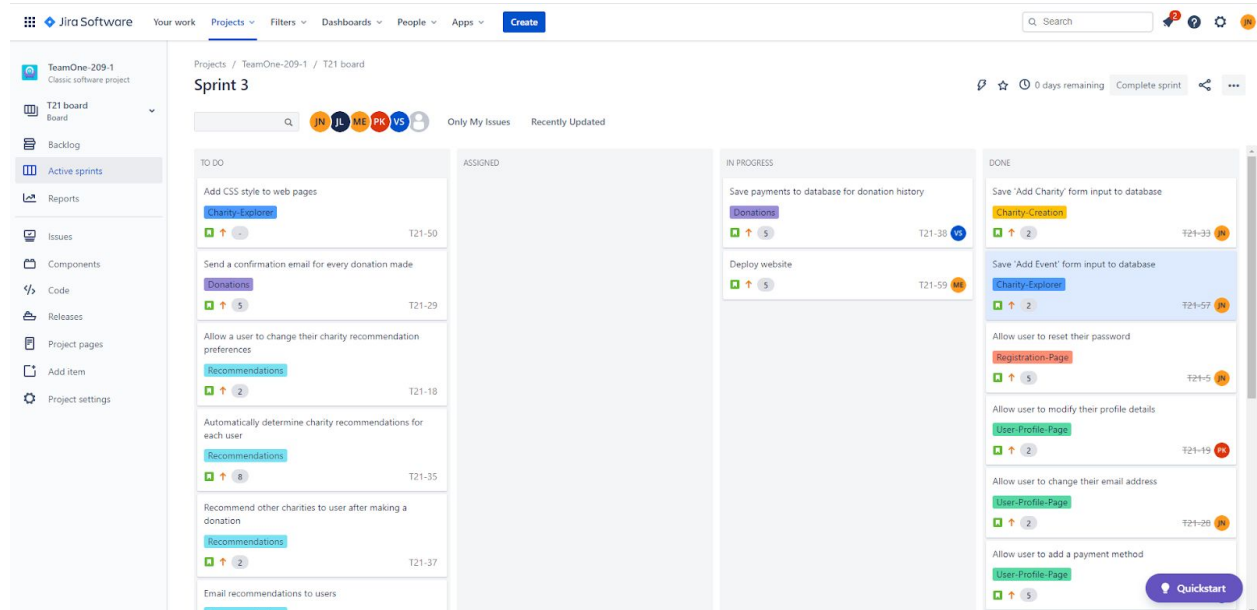 Jira Software Your work Projects Filters Dashboards People Apps Create Search 2 JN
TeamOne-209-1
Classic software project
T21 board
Board
Backlog
Active sprints
Reports
Issues
Components
Code
Releases
Project pages
Add item
Project settings
Projects / TeamOne-209-1 / T21 board
Sprint 3
0 days remaining Complete sprint
JN JL ME PK VS Only My Issues Recently Updated
TO DO
Add CSS style to web pages
Charity-Explorer
- T21-50
Send a confirmation email for every donation made
Donations
5 T21-29
Allow a user to change their charity recommendation
preferences
Recommendations
2 T21-18
Automatically determine charity recommendations for
each user
Recommendations
8 T21-35
Recommend other charities to user after making a
donation
Recommendations
2 T21-37
Email recommendations to users
ASSIGNED
IN PROGRESS
Save payments to database for donation history
Donations
5 T21-38 VS
Deploy website
5 T21-59 ME
DONE
Save 'Add Charity' form input to database
Charity-Creation
2 T21-33 JN
Save 'Add Event' form input to database
Charity-Explorer
2 T21-57 JN
Allow user to reset their password
Registration-Page
5 T21-5 JN
Allow user to modify their profile details
User-Profile-Page
2 T21-19 PK
Allow user to change their email address
User-Profile-Page
2 T21-28 JN
Allow user to add a payment method
User-Profile-Page
5
Quickstart